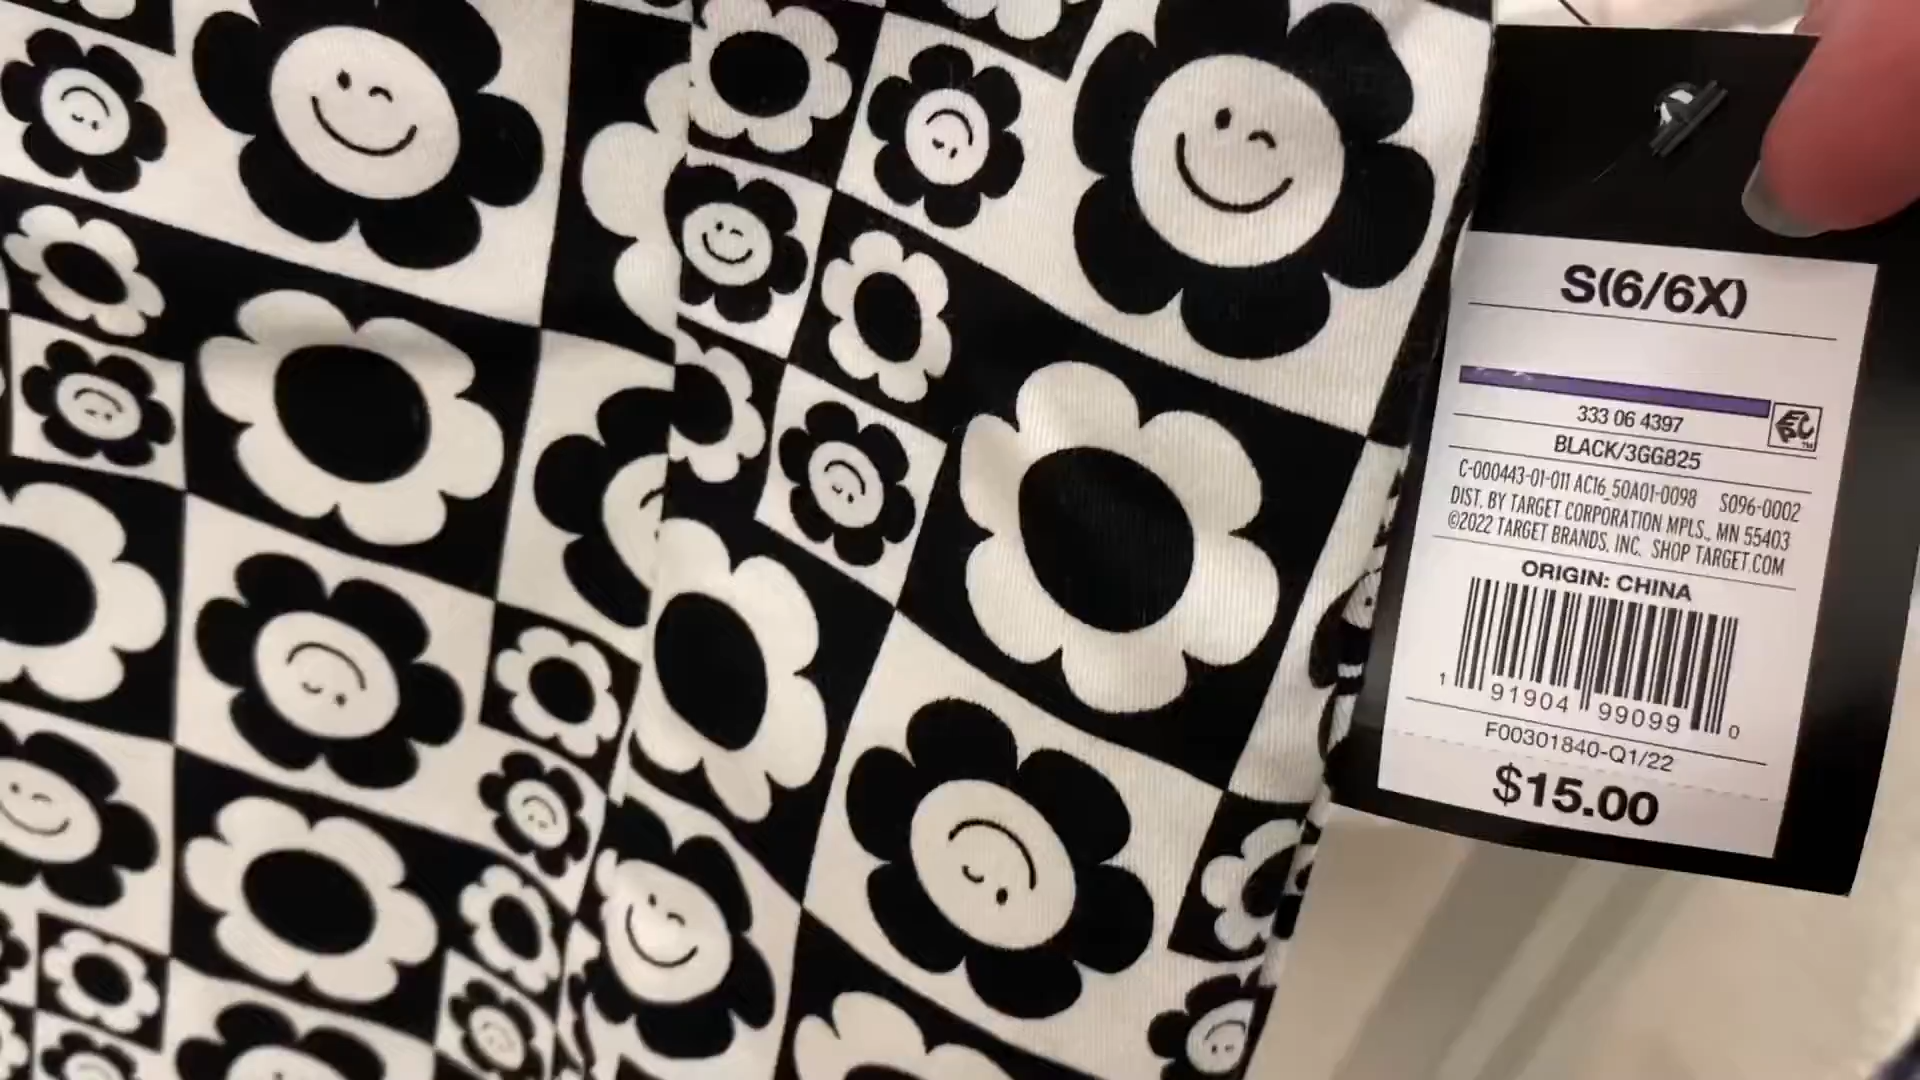 S(6/6X)
333 06 4397
EPC™
BLACK/3GG825
C-000443-01-011 AC16_50A01-0098 S096-0002
DIST. BY TARGET CORPORATION MPLS., MN 55403
©2022 TARGET BRANDS, INC. SHOP TARGET.COM
ORIGIN: CHINA
1 91904 99099 0
F00301840-Q1/22
$15.00